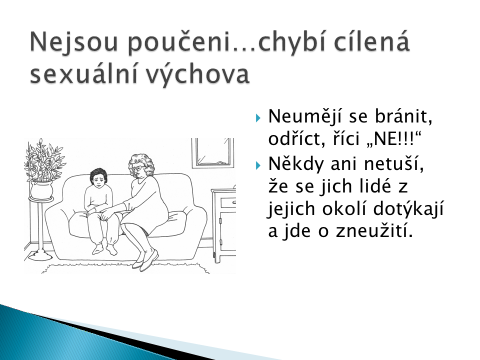 Nejsou poučeni…chybí cílená
sexuální výchova
Neumějí se bránit,
odříct, říci „NE!!!“
Někdy ani netuší,
že se jich lidé z
jejich okolí dotýkají
a jde o zneužití.